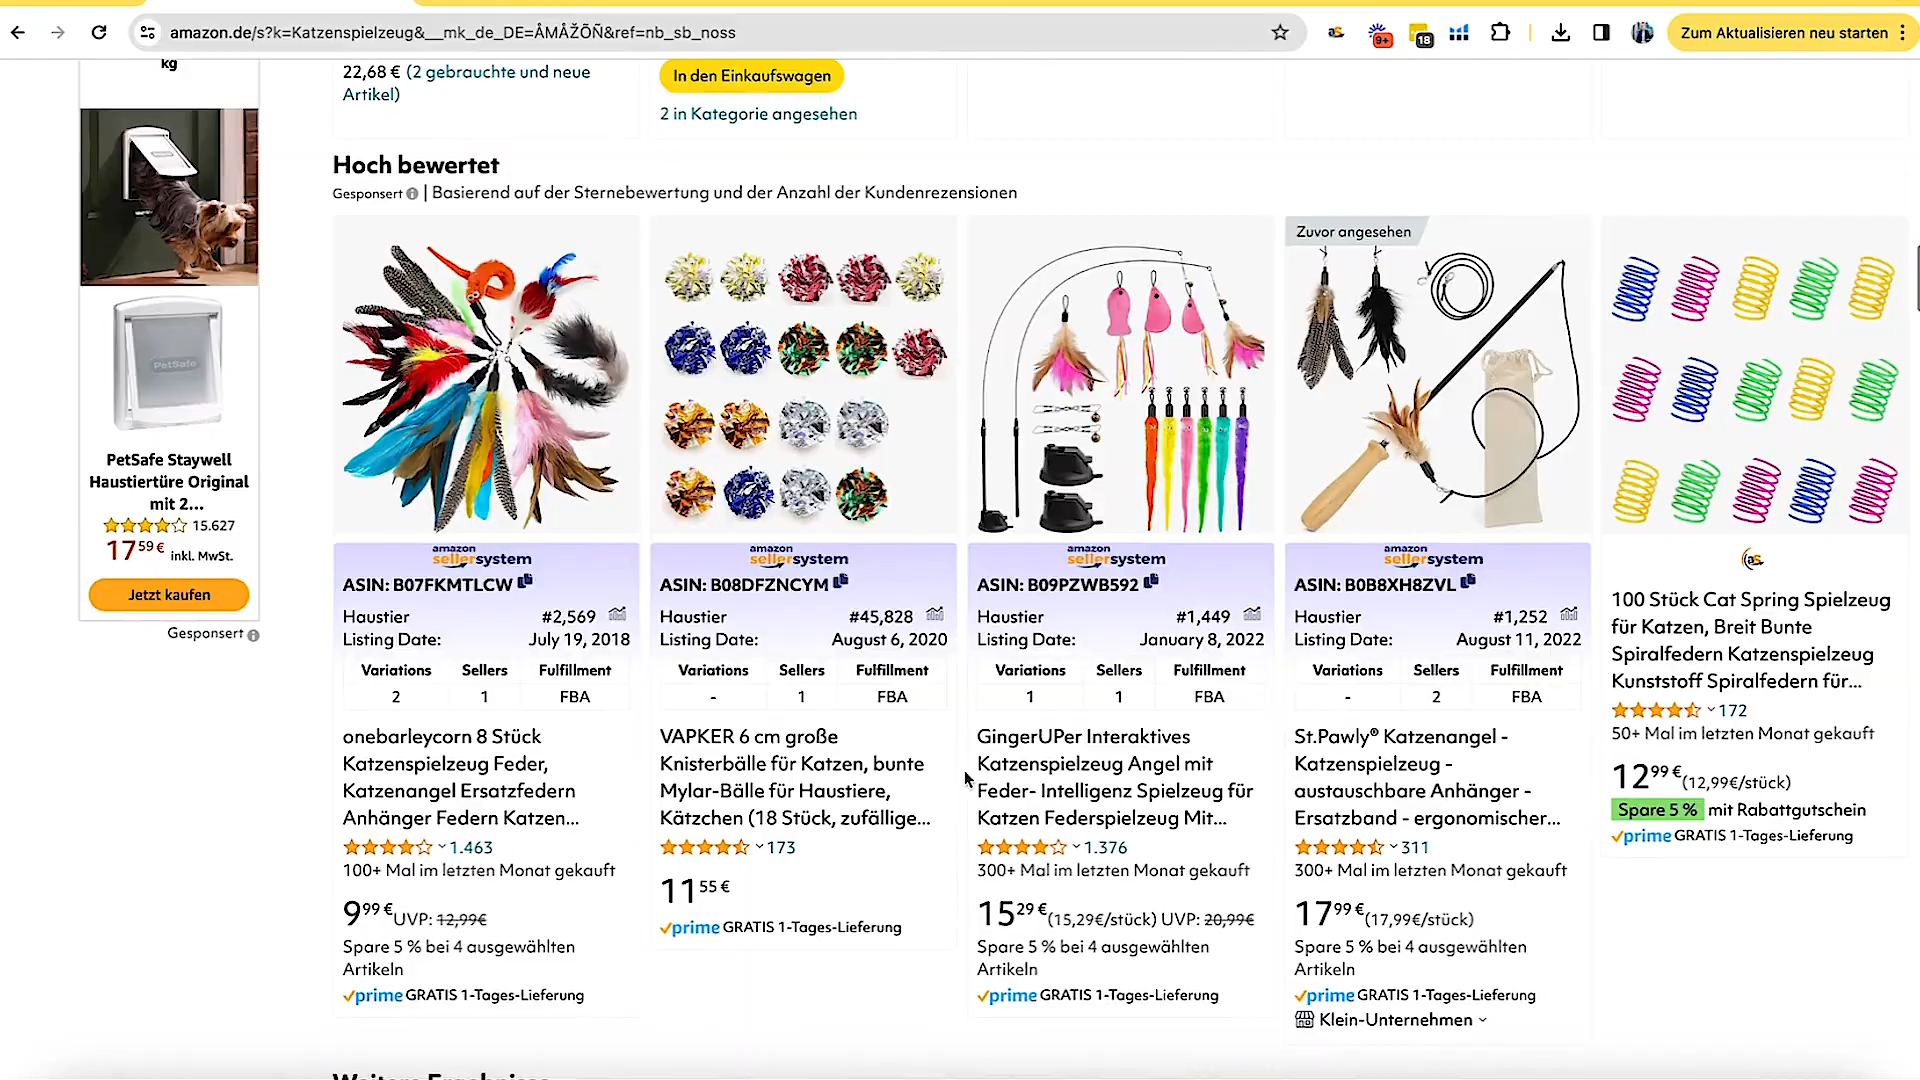 amazon.de/s?k=Katzenspielzeug&__mk_de_DE=ÅMÅŽÕÑ&ref=nb_sb_noss
9+
18
Zum Aktualisieren neu starten
kg
PetSafe
PetSafe Staywell
Haustiertüre Original
mit 2...
15.627
17 59 € inkl. MwSt.
Jetzt kaufen
Gesponsert
22,68 € (2 gebrauchte und neue
Artikel)
In den Einkaufswagen
2 in Kategorie angesehen
Hoch bewertet
Gesponsert | Basierend auf der Sternebewertung und der Anzahl der Kundenrezensionen
amazon
sellersystem
ASIN: B07FKMTLCW
Haustier #2,569
Listing Date: July 19, 2018
Variations Sellers Fulfillment
2 1 FBA
onebarleycorn 8 Stück
Katzenspielzeug Feder,
Katzenangel Ersatzfedern
Anhänger Federn Katzen...
1.463
100+ Mal im letzten Monat gekauft
9 99 € UVP: 12,99€
Spare 5 % bei 4 ausgewählten
Artikeln
prime GRATIS 1-Tages-Lieferung
amazon
sellersystem
ASIN: B08DFZNCYM
Haustier #45,828
Listing Date: August 6, 2020
Variations Sellers Fulfillment
- 1 FBA
VAPKER 6 cm große
Knisterbälle für Katzen, bunte
Mylar-Bälle für Haustiere,
Kätzchen (18 Stück, zufällige...
173
11 55 €
prime GRATIS 1-Tages-Lieferung
amazon
sellersystem
ASIN: B09PZWB592
Haustier #1,449
Listing Date: January 8, 2022
Variations Sellers Fulfillment
1 1 FBA
GingerUPer Interaktives
Katzenspielzeug Angel mit
Feder- Intelligenz Spielzeug für
Katzen Federspielzeug Mit...
1.376
300+ Mal im letzten Monat gekauft
15 29 € (15,29€/stück) UVP: 20,99€
Spare 5 % bei 4 ausgewählten
Artikeln
prime GRATIS 1-Tages-Lieferung
Zuvor angesehen
amazon
sellersystem
ASIN: B0B8XH8ZVL
Haustier #1,252
Listing Date: August 11, 2022
Variations Sellers Fulfillment
- 2 FBA
St.Pawly® Katzenangel -
Katzenspielzeug -
austauschbare Anhänger -
Ersatzband - ergonomischer...
311
300+ Mal im letzten Monat gekauft
17 99 € (17,99€/stück)
Spare 5 % bei 4 ausgewählten
Artikeln
prime GRATIS 1-Tages-Lieferung
Klein-Unternehmen
100 Stück Cat Spring Spielzeug
für Katzen, Breit Bunte
Spiralfedern Katzenspielzeug
Kunststoff Spiralfedern für...
172
50+ Mal im letzten Monat gekauft
12 99 € (12,99€/stück)
Spare 5 % mit Rabattgutschein
prime GRATIS 1-Tages-Lieferung
Weitere Ergebnisse